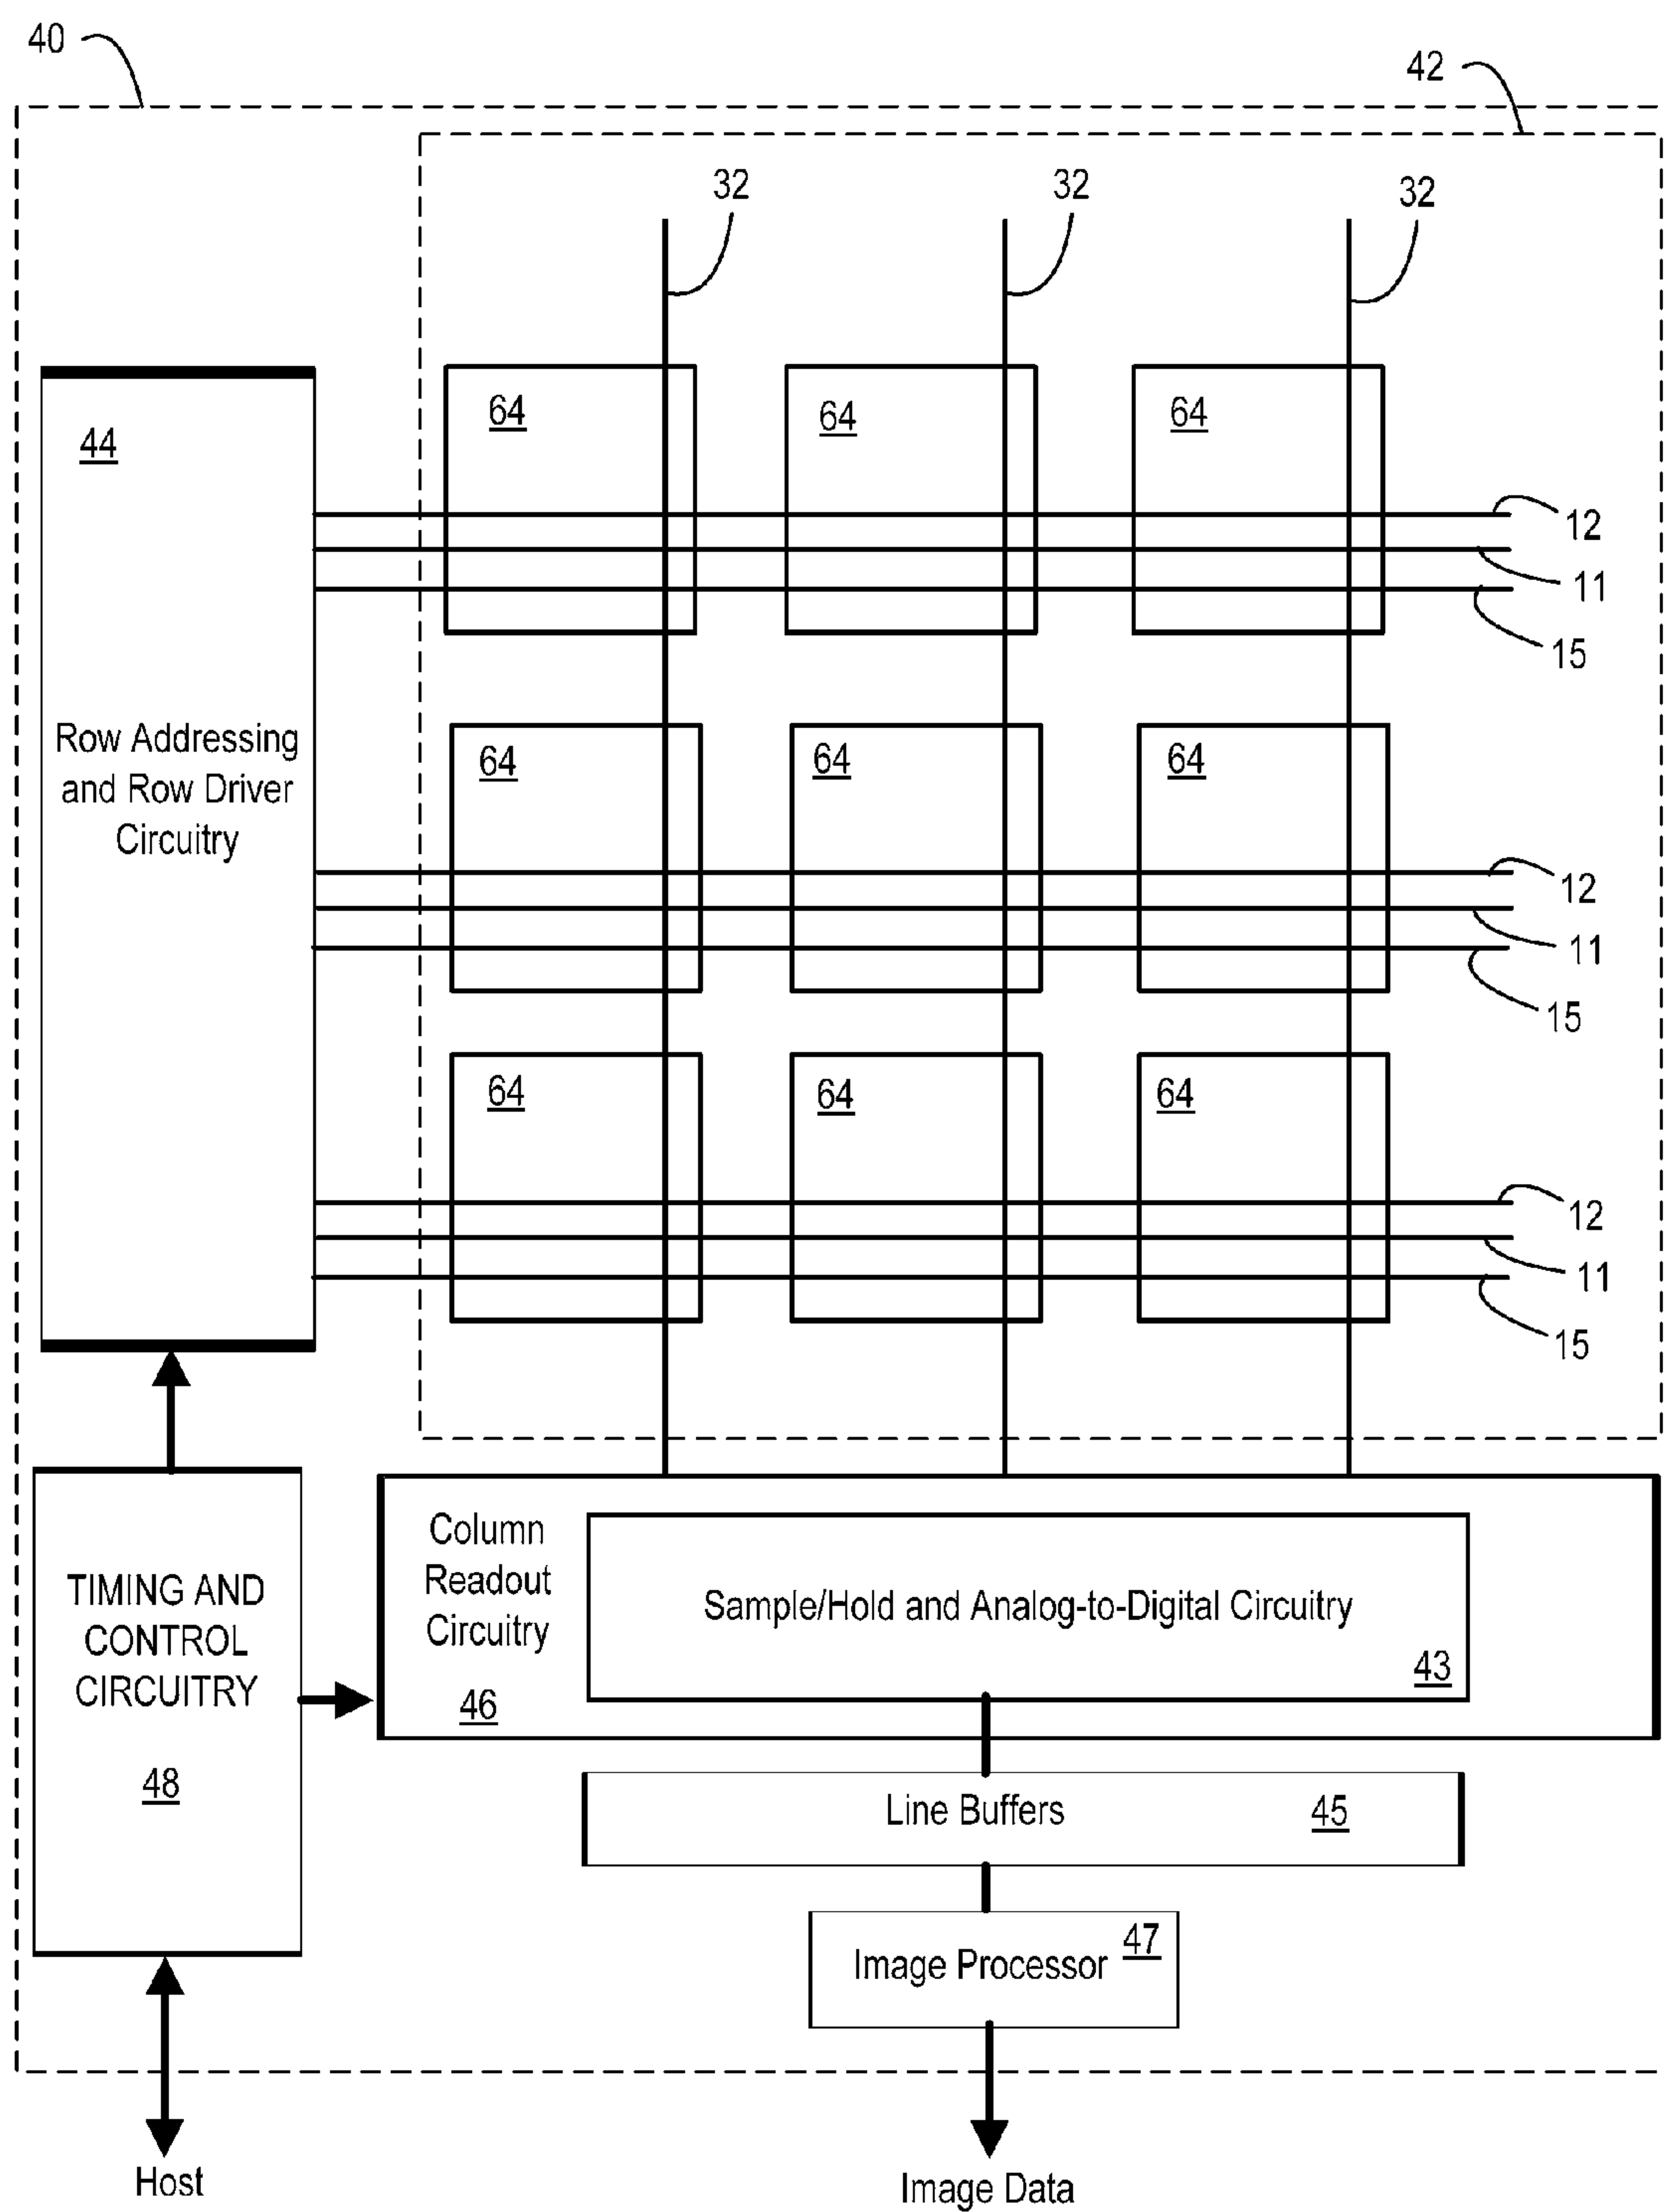 40
42
32 32 32
64 64 64
44
12
11
15
Row Addressing
and Row Driver
Circuitry
64 64 64
12
11
15
64 64 64
12
11
15
Column
Readout
Circuitry
46
Sample/Hold and Analog-to-Digital Circuitry
43
TIMING AND
CONTROL
CIRCUITRY
48
Line Buffers 45
Image Processor 47
Host
Image Data